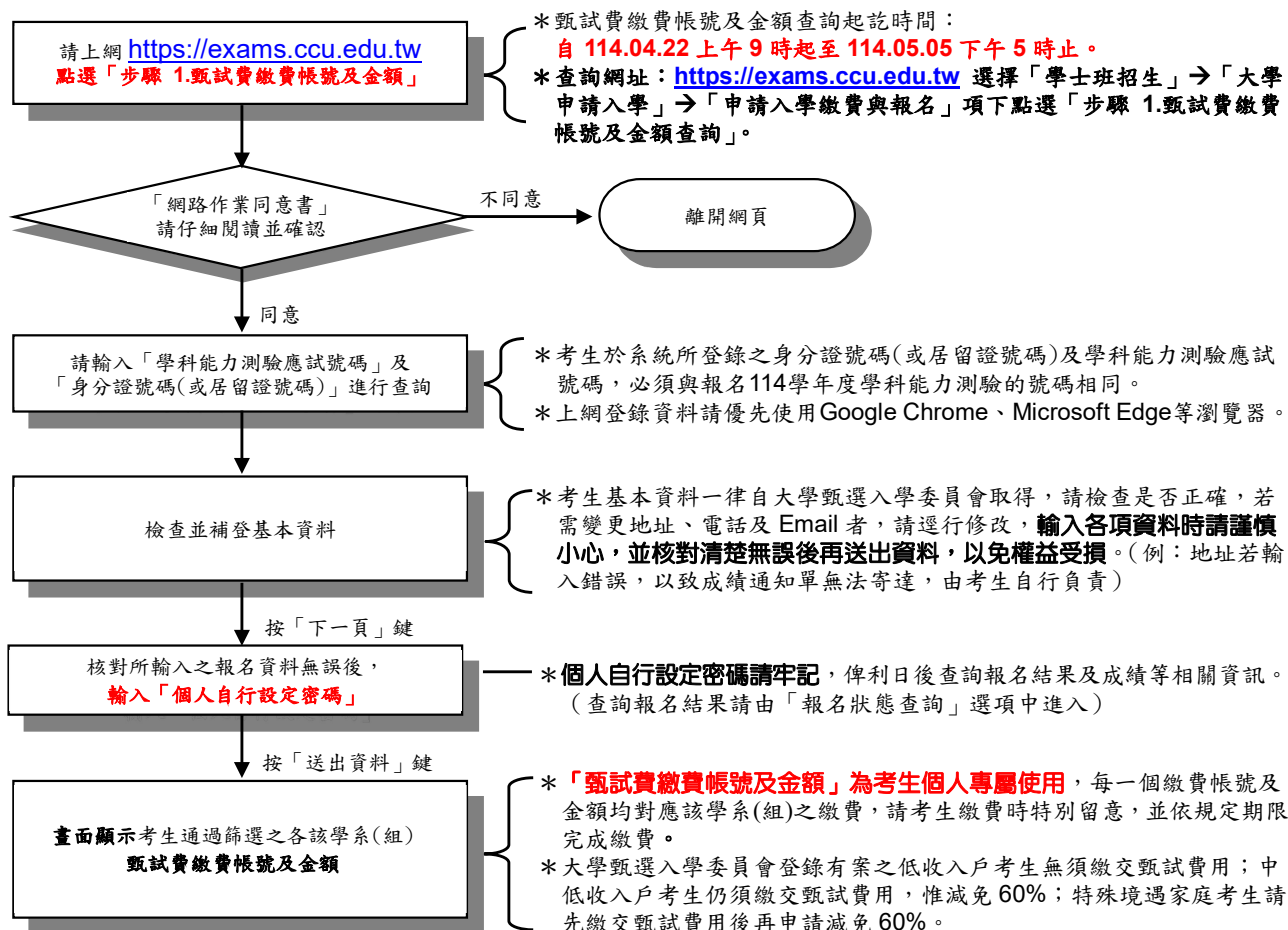 請上網 https://exams.ccu.edu.tw
點選「步驟 1.甄試費繳費帳號及金額」
＊甄試費繳費帳號及金額查詢起訖時間：
自 114.04.22 上午 9 時起至 114.05.05 下午 5 時止。
＊查詢網址：https://exams.ccu.edu.tw 選擇「學士班招生」→「大學
申請入學」→「申請入學繳費與報名」項下點選「步驟 1.甄試費繳費
帳號及金額查詢」。
「網路作業同意書」
請仔細閱讀並確認
不同意
離開網頁
同意
請輸入「學科能力測驗應試號碼」及
「身分證號碼(或居留證號碼)」進行查詢
＊考生於系統所登錄之身分證號碼(或居留證號碼)及學科能力測驗應試
號碼，必須與報名114學年度學科能力測驗的號碼相同。
＊上網登錄資料請優先使用Google Chrome、Microsoft Edge等瀏覽器。
檢查並補登基本資料
＊考生基本資料一律自大學甄選入學委員會取得，請檢查是否正確，若
需變更地址、電話及 Email 者，請逕行修改，輸入各項資料時請謹慎
小心，並核對清楚無誤後再送出資料，以免權益受損。（例：地址若輸
入錯誤，以致成績通知單無法寄達，由考生自行負責）
按「下一頁」鍵
核對所輸入之報名資料無誤後，
輸入「個人自行設定密碼」
＊個人自行設定密碼請牢記，俾利日後查詢報名結果及成績等相關資訊。
（查詢報名結果請由「報名狀態查詢」選項中進入）
按「送出資料」鍵
畫面顯示考生通過篩選之各該學系(組)
甄試費繳費帳號及金額
＊「甄試費繳費帳號及金額」為考生個人專屬使用，每一個繳費帳號及
金額均對應該學系(組)之繳費，請考生繳費時特別留意，並依規定期限
完成繳費。
＊大學甄選入學委員會登錄有案之低收入戶考生無須繳交甄試費用；中
低收入戶考生仍須繳交甄試費用，惟減免 60%；特殊境遇家庭考生請
先繳交甄試費用後再申請減免 60%。